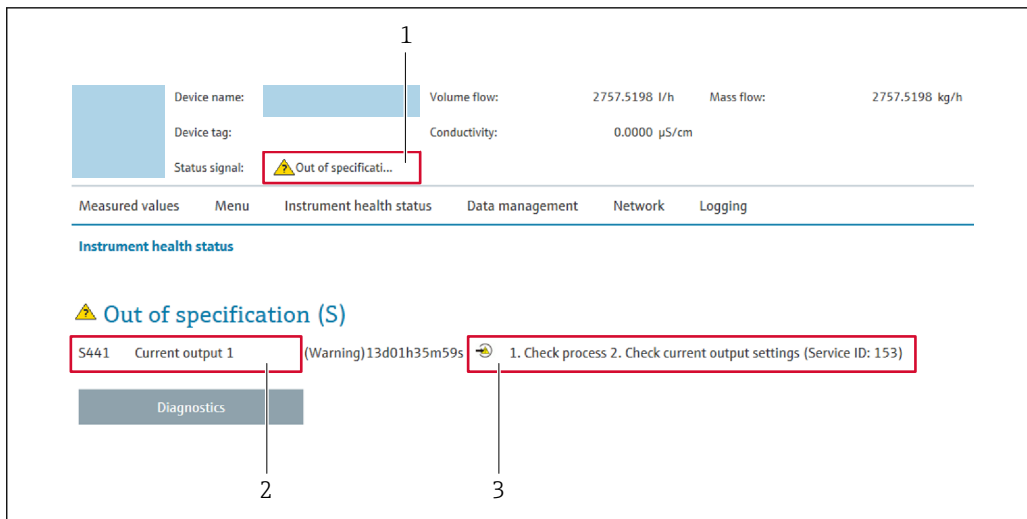 1
Device name: Volume flow: 2757.5198 l/h Mass flow: 2757.5198 kg/h
Device tag: Conductivity: 0.0000 µS/cm
Status signal: Out of specificati...
Measured values Menu Instrument health status Data management Network Logging
Instrument health status
Out of specification (S)
S441 Current output 1 (Warning)13d01h35m59s 1. Check process 2. Check current output settings (Service ID: 153)
Diagnostics
2 3